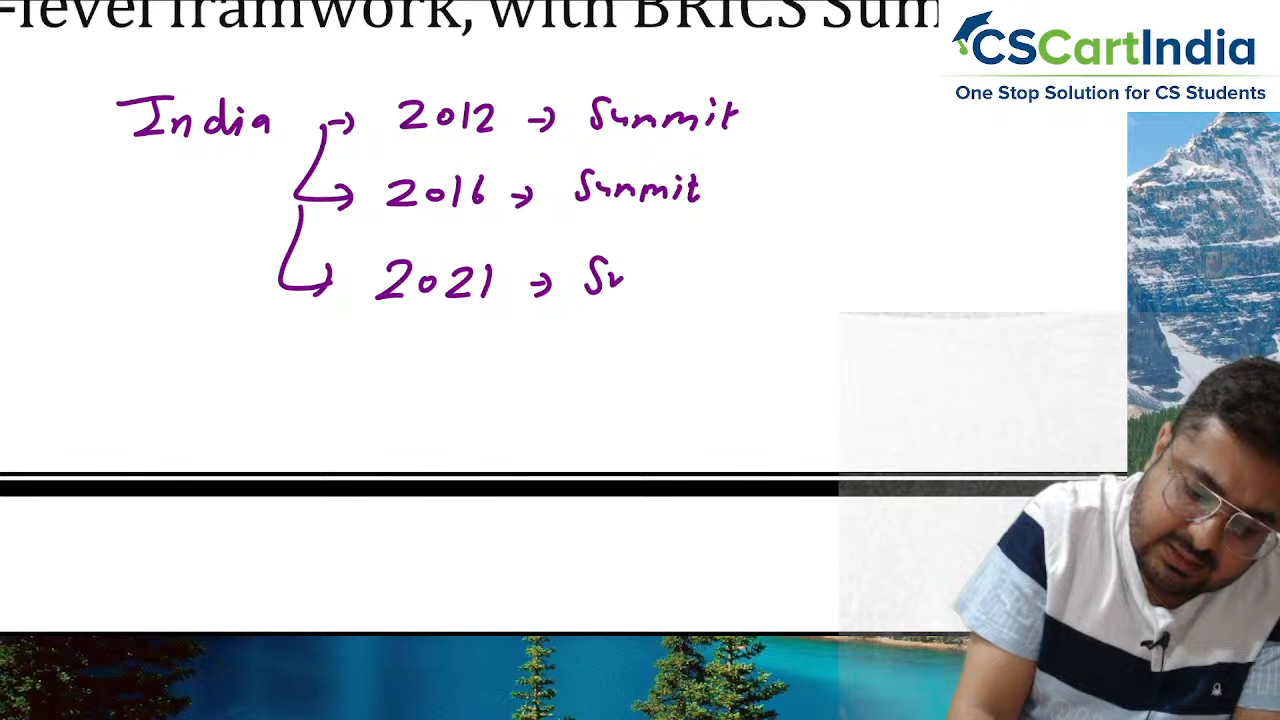 -level framwork, with BRICS Sum
CSCartIndia
One Stop Solution for CS Students
India → 2012 → Summit
→ 2016 → Summit
→ 2021 → Su